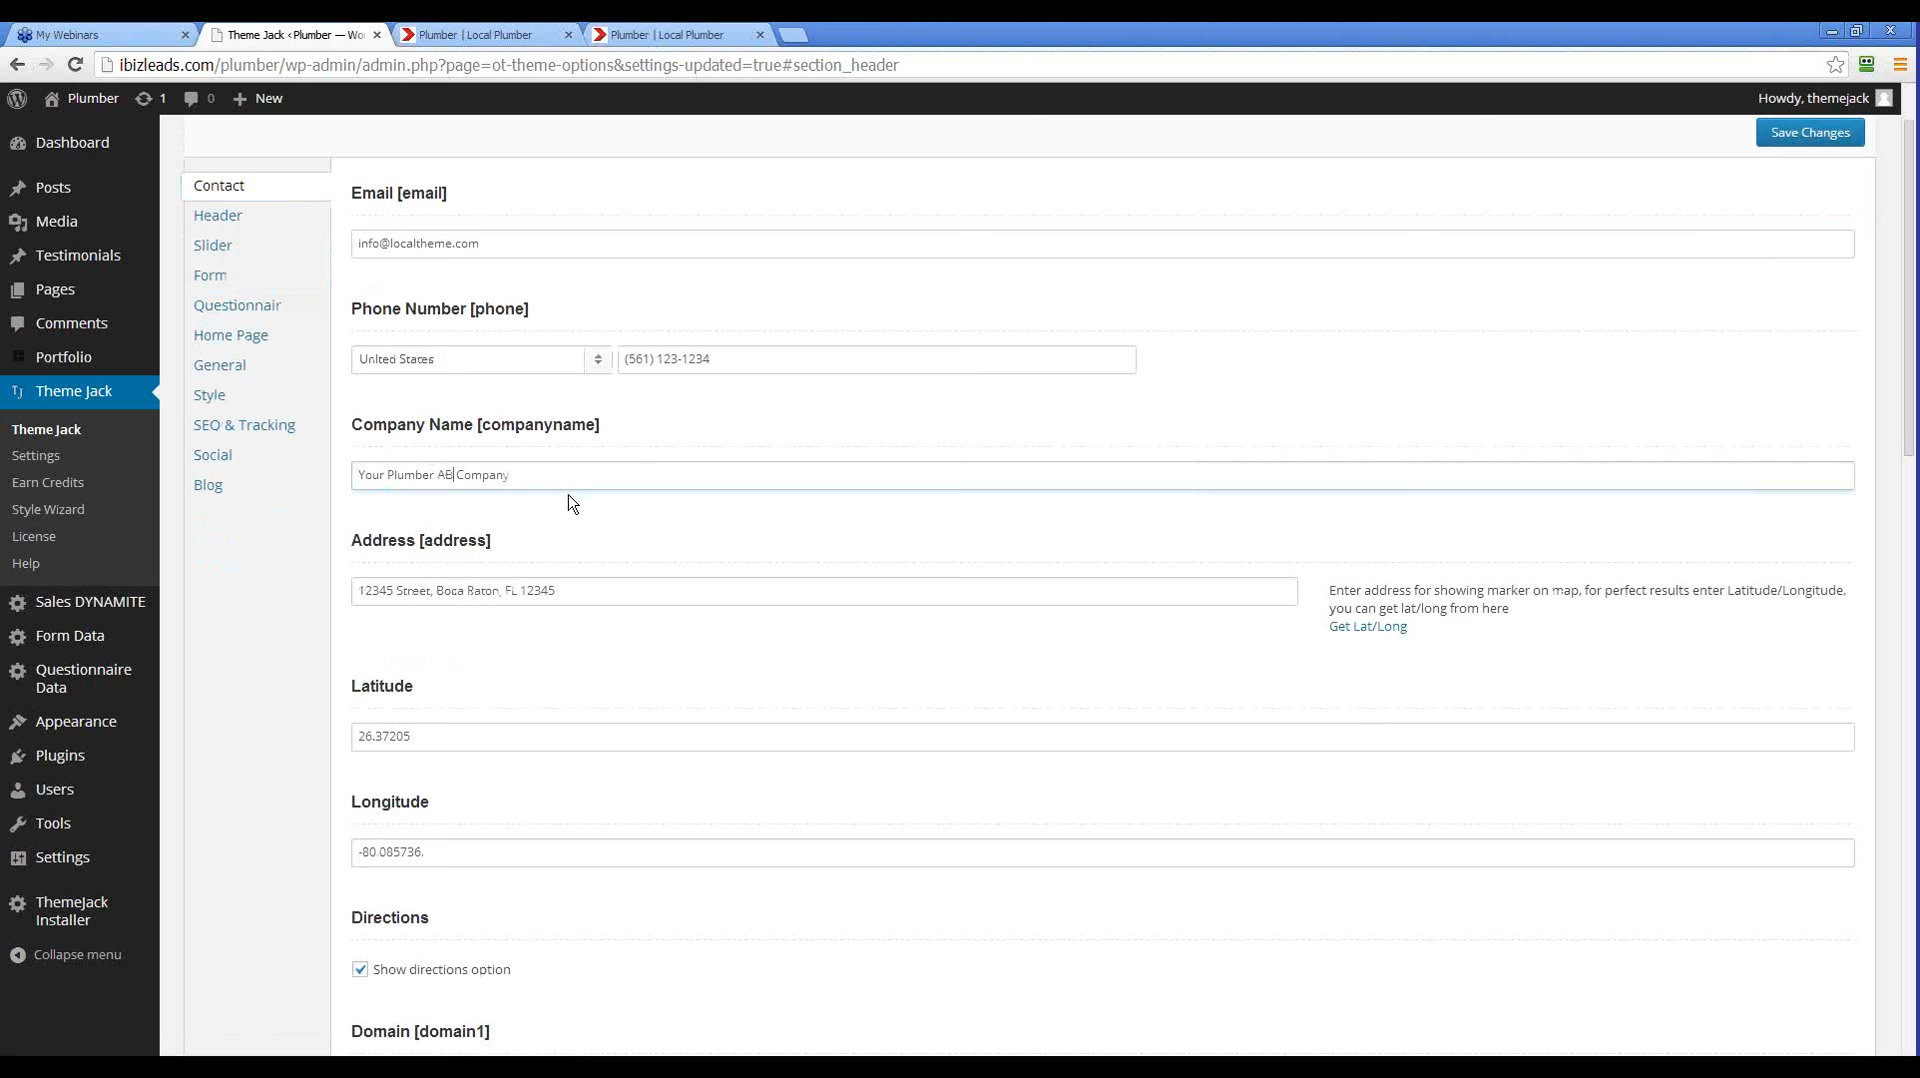 My Webinars
Theme Jack ‹ Plumber — Wo
Plumber | Local Plumber
Plumber | Local Plumber
ibizleads.com/plumber/wp-admin/admin.php?page=ot-theme-options&settings-updated=true#section_header
Plumber
1
0
New
Howdy, themejack
Save Changes
Dashboard
Posts
Media
Testimonials
Pages
Comments
Portfolio
Theme Jack
Theme Jack
Settings
Earn Credits
Style Wizard
License
Help
Sales DYNAMITE
Form Data
Questionnaire
Data
Appearance
Plugins
Users
Tools
Settings
ThemeJack
Installer
Collapse menu
Contact
Header
Slider
Form
Questionnair
Home Page
General
Style
SEO & Tracking
Social
Blog
Email [email]
info@localtheme.com
Phone Number [phone]
United States
(561) 123-1234
Company Name [companyname]
Your Plumber AB Company
Address [address]
12345 Street, Boca Raton, FL 12345
Enter address for showing marker on map, for perfect results enter Latitude/Longitude,
you can get lat/long from here
Get Lat/Long
Latitude
26.37205
Longitude
-80.085736.
Directions
Show directions option
Domain [domain1]